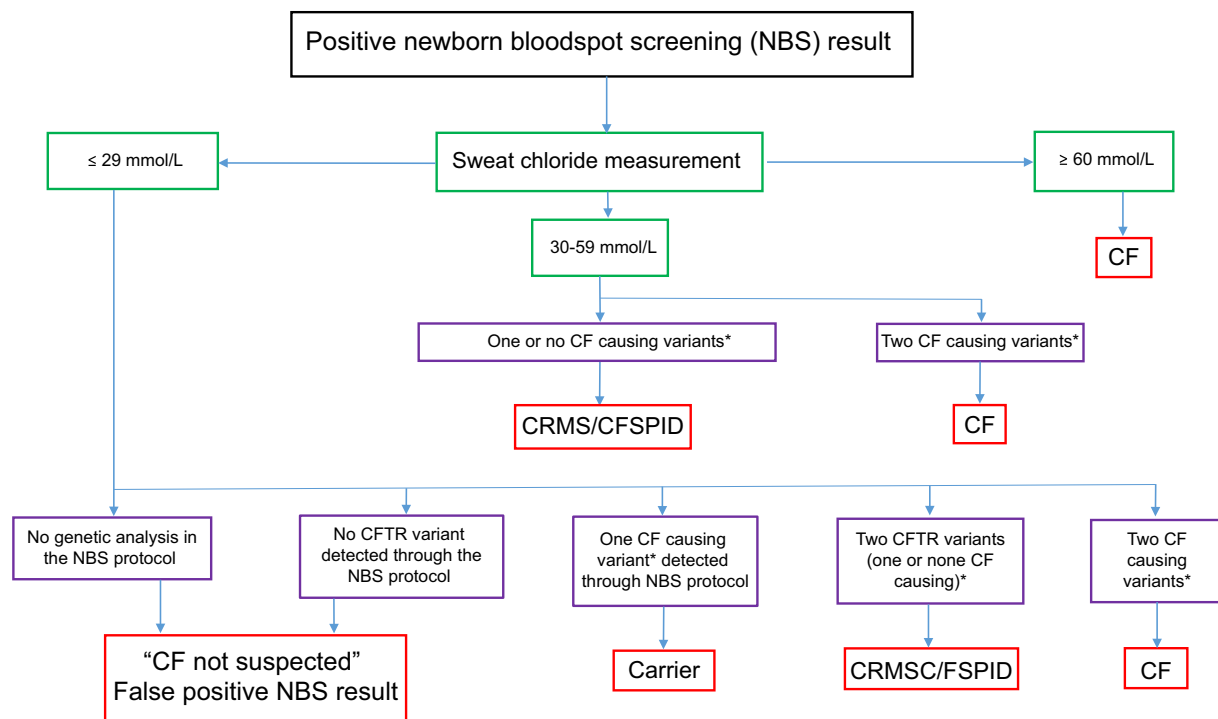 Positive newborn bloodspot screening (NBS) result
≤ 29 mmol/L
Sweat chloride measurement
≥ 60 mmol/L
30-59 mmol/L
CF
One or no CF causing variants*
Two CF causing variants*
CRMS/CFSPID
CF
No genetic analysis in
the NBS protocol
No CFTR variant
detected through the
NBS protocol
One CF causing
variant* detected
through NBS protocol
Two CFTR variants
(one or none CF
causing)*
Two CF
causing
variants*
“CF not suspected”
False positive NBS result
Carrier
CRMSC/FSPID
CF